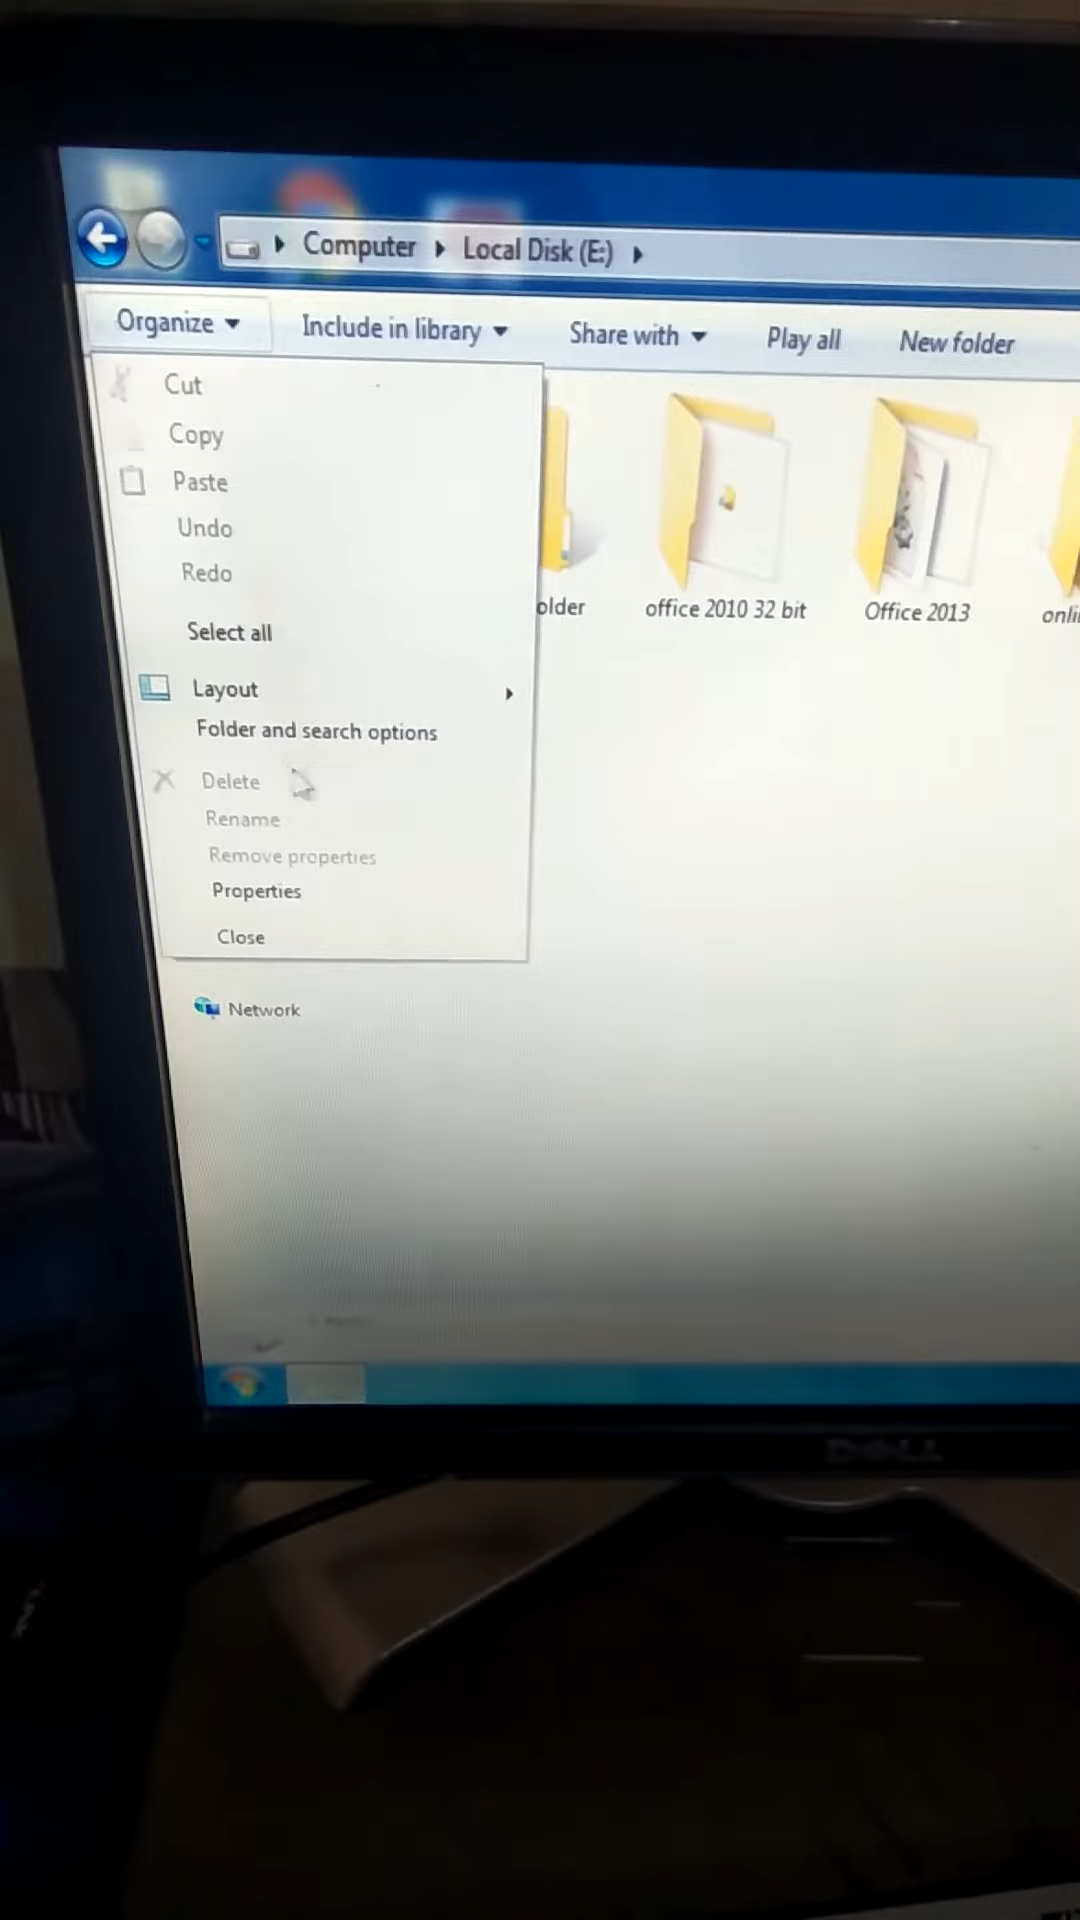 Computer Local Disk (E:)
Organize Include in library Share with Play all New folder
Cut
Copy
Paste
Undo
Redo
Select all
Layout
Folder and search options
Delete
Rename
Remove properties
Properties
Close
older office 2010 32 bit Office 2013 onli
Network
DELL